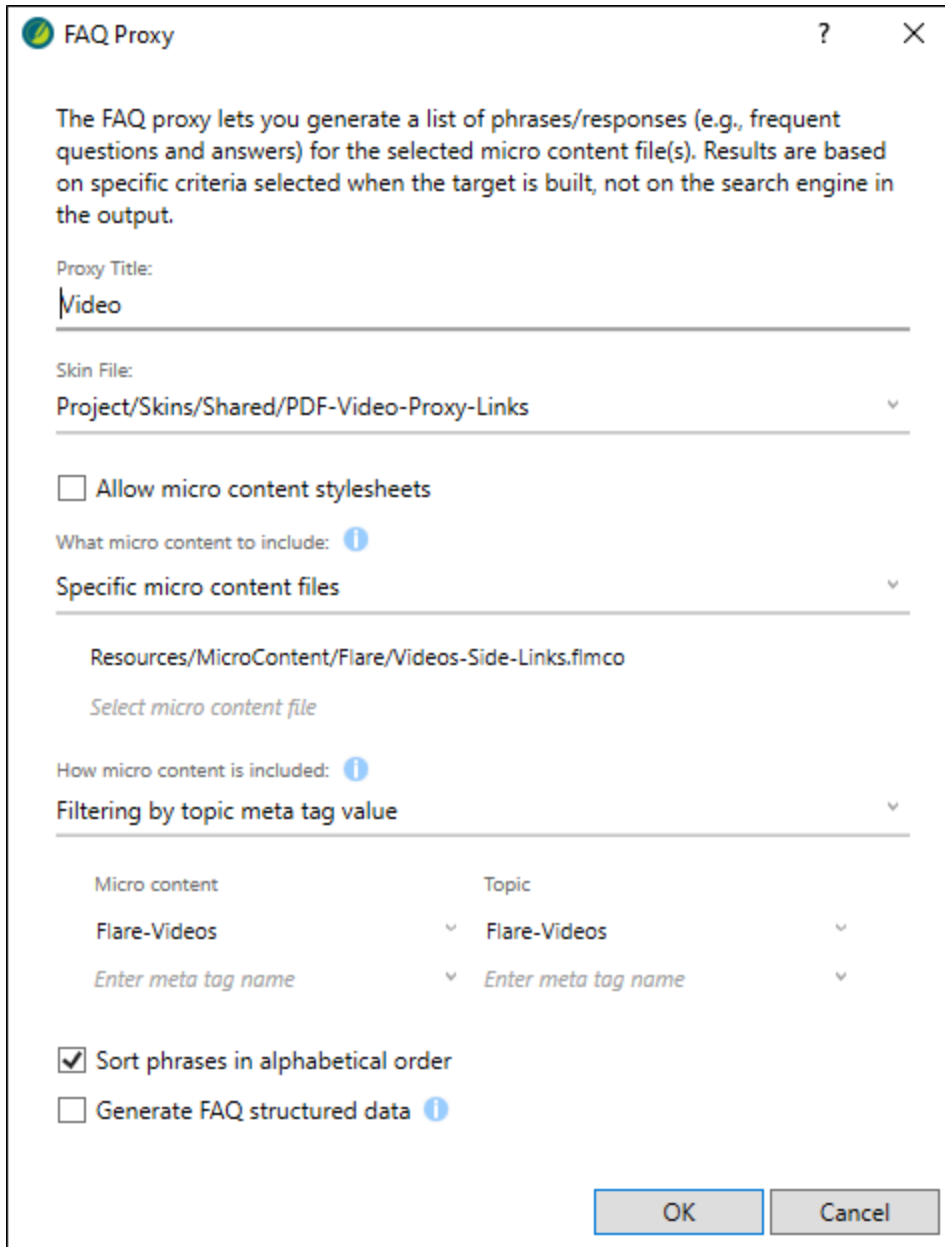 FAQ Proxy
The FAQ proxy lets you generate a list of phrases/responses (e.g., frequent
questions and answers) for the selected micro content file(s). Results are based
on specific criteria selected when the target is built, not on the search engine in
the output.
Proxy Title:
Video
Skin File:
Project/Skins/Shared/PDF-Video-Proxy-Links
Allow micro content stylesheets
What micro content to include:
Specific micro content files
Resources/MicroContent/Flare/Videos-Side-Links.flmco
Select micro content file
How micro content is included:
Filtering by topic meta tag value
Micro content Topic
Flare-Videos Flare-Videos
Enter meta tag name Enter meta tag name
Sort phrases in alphabetical order
Generate FAQ structured data
OK Cancel